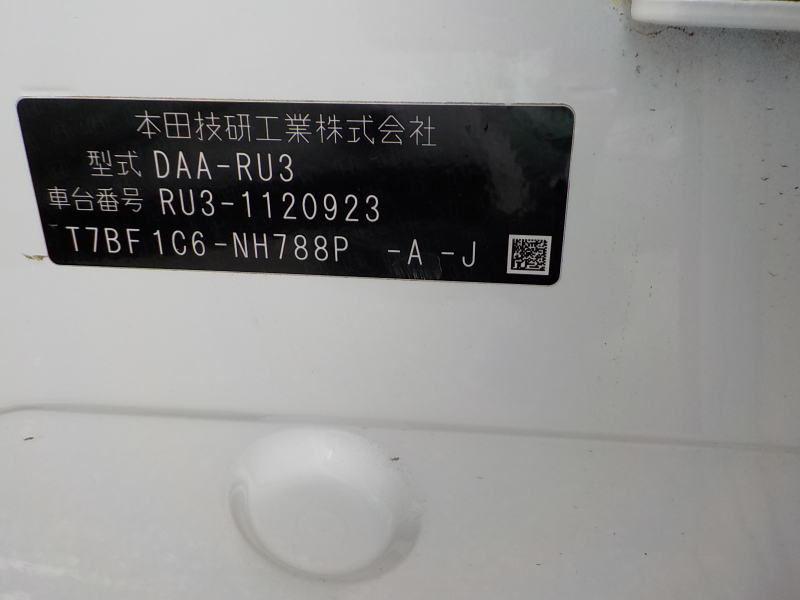 本田技研工業株式会社
型式 DAA-RU3
車台番号 RU3-1120923
T7BF1C6-NH788P -A -J